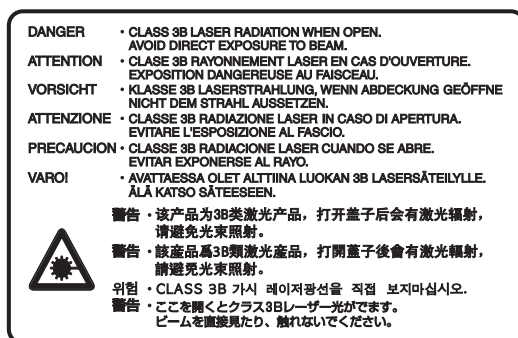 DANGER · CLASS 3B LASER RADIATION WHEN OPEN.
AVOID DIRECT EXPOSURE TO BEAM.
ATTENTION · CLASE 3B RAYONNEMENT LASER EN CAS D'OUVERTURE.
EXPOSITION DANGEREUSE AU FAISCEAU.
VORSICHT · KLASSE 3B LASERSTRAHLUNG, WENN ABDECKUNG GEÖFFNE
NICHT DEM STRAHL AUSSETZEN.
ATTENZIONE · CLASSE 3B RADIAZIONE LASER IN CASO DI APERTURA.
EVITARE L'ESPOSIZIONE AL FASCIO.
PRECAUCION · CLASSE 3B RADIACIONE LASER CUANDO SE ABRE.
EVITAR EXPONERSE AL RAYO.
VARO! · AVATTAESSA OLET ALTTIINA LUOKAN 3B LASERSÄTEILYLLE.
ÄLÄ KATSO SÄTEESEEN.
警告 · 该产品为3B类激光产品，打开盖子后会有激光辐射，
请避免光束照射。
警告 · 該産品爲3B類激光産品，打開蓋子後會有激光輻射，
請避免光束照射。
위험 · CLASS 3B 가시 레이저광선을 직접 보지마십시오.
警告 · ここを開くとクラス3Bレーザー光がでます。
ビームを直接見たり、触れないでください。